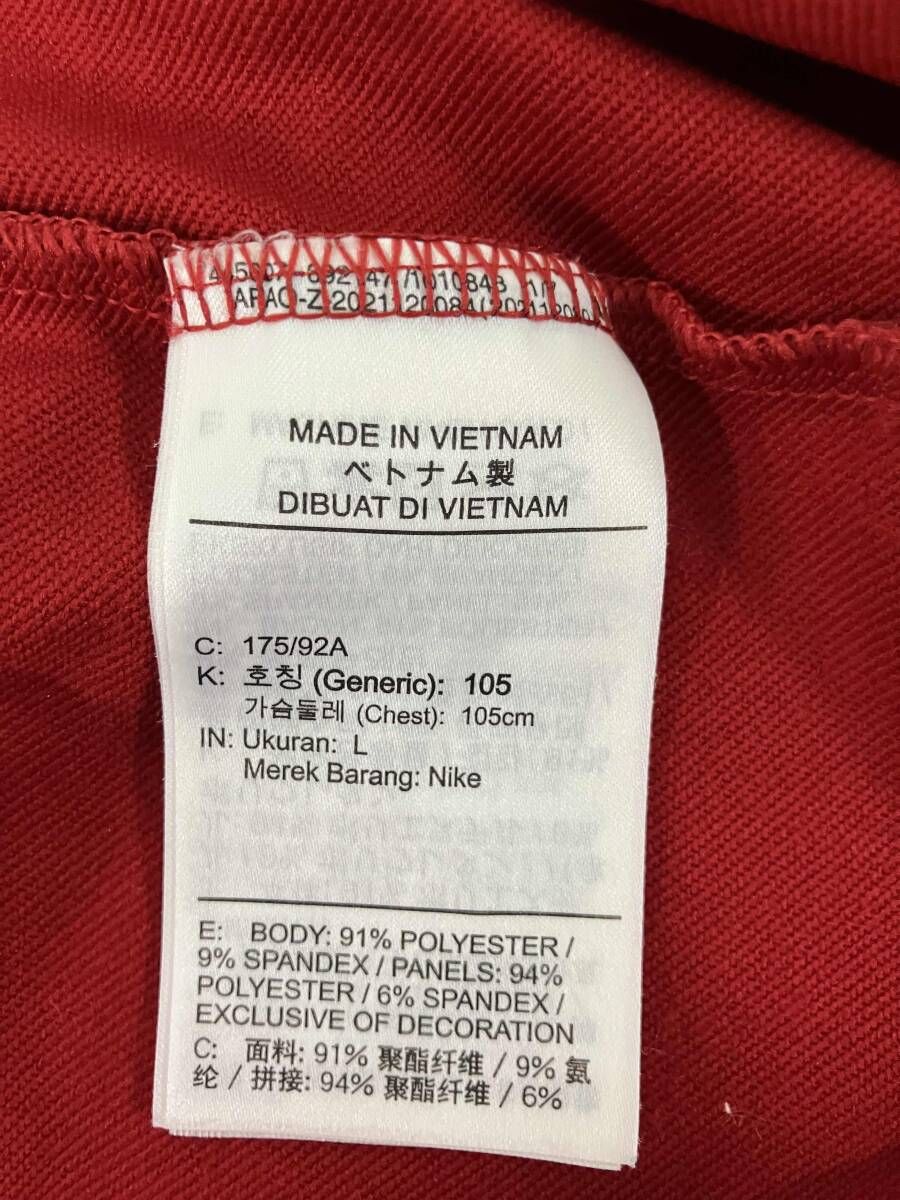 MADE IN VIETNAM
ベトナム製
DIBUAT DI VIETNAM
C: 175/92A
K: 호칭 (Generic): 105
가슴둘레 (Chest): 105cm
IN: Ukuran: L
Merek Barang: Nike
E: BODY: 91% POLYESTER /
9% SPANDEX / PANELS: 94%
POLYESTER / 6% SPANDEX /
EXCLUSIVE OF DECORATION
C: 面料: 91% 聚酯纤维 / 9% 氨
纶 / 拼接: 94% 聚酯纤维 / 6%